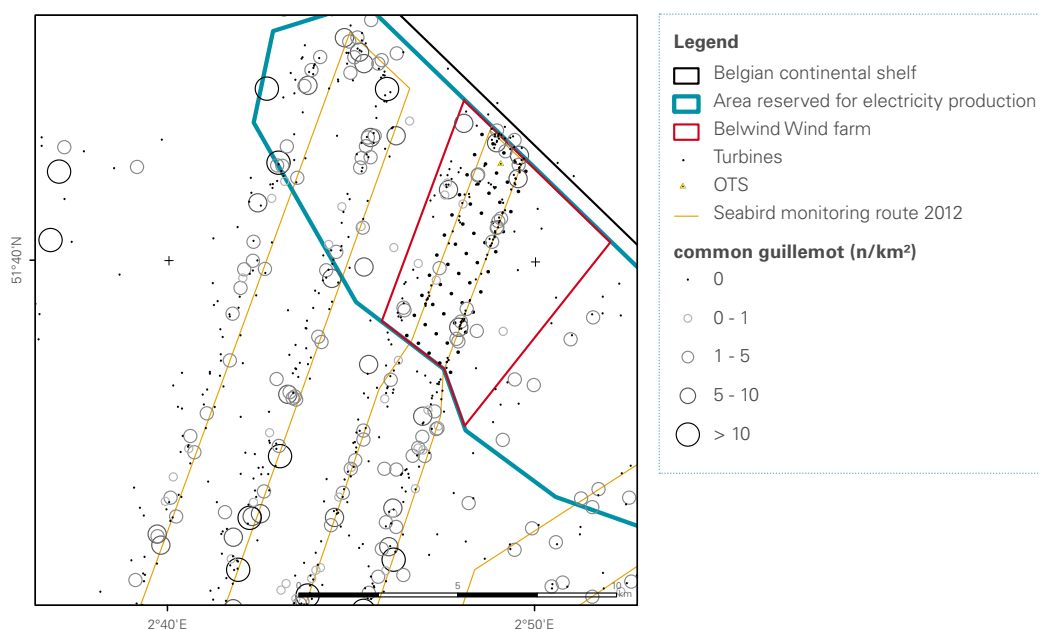 Legend
Belgian continental shelf
Area reserved for electricity production
Belwind Wind farm
Turbines
OTS
Seabird monitoring route 2012
common guillemot (n/km²)
0
0 - 1
1 - 5
5 - 10
> 10
51°40'N
0
5
10
km
2°40'E
2°50'E